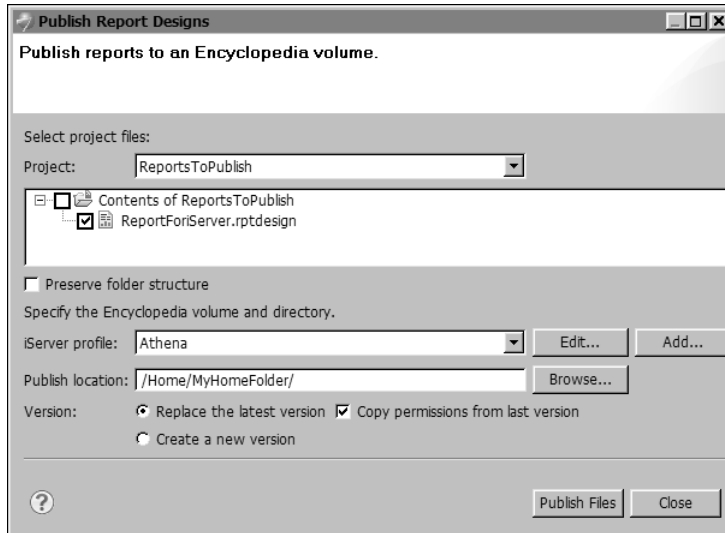 Publish Report Designs
Publish reports to an Encyclopedia volume.
Select project files:
Project: ReportsToPublish
Contents of ReportsToPublish
ReportForiServer.rptdesign
Preserve folder structure
Specify the Encyclopedia volume and directory.
iServer profile: Athena Edit... Add...
Publish location: /Home/MyHomeFolder/ Browse...
Version: Replace the latest version Copy permissions from last version
Create a new version
? Publish Files Close